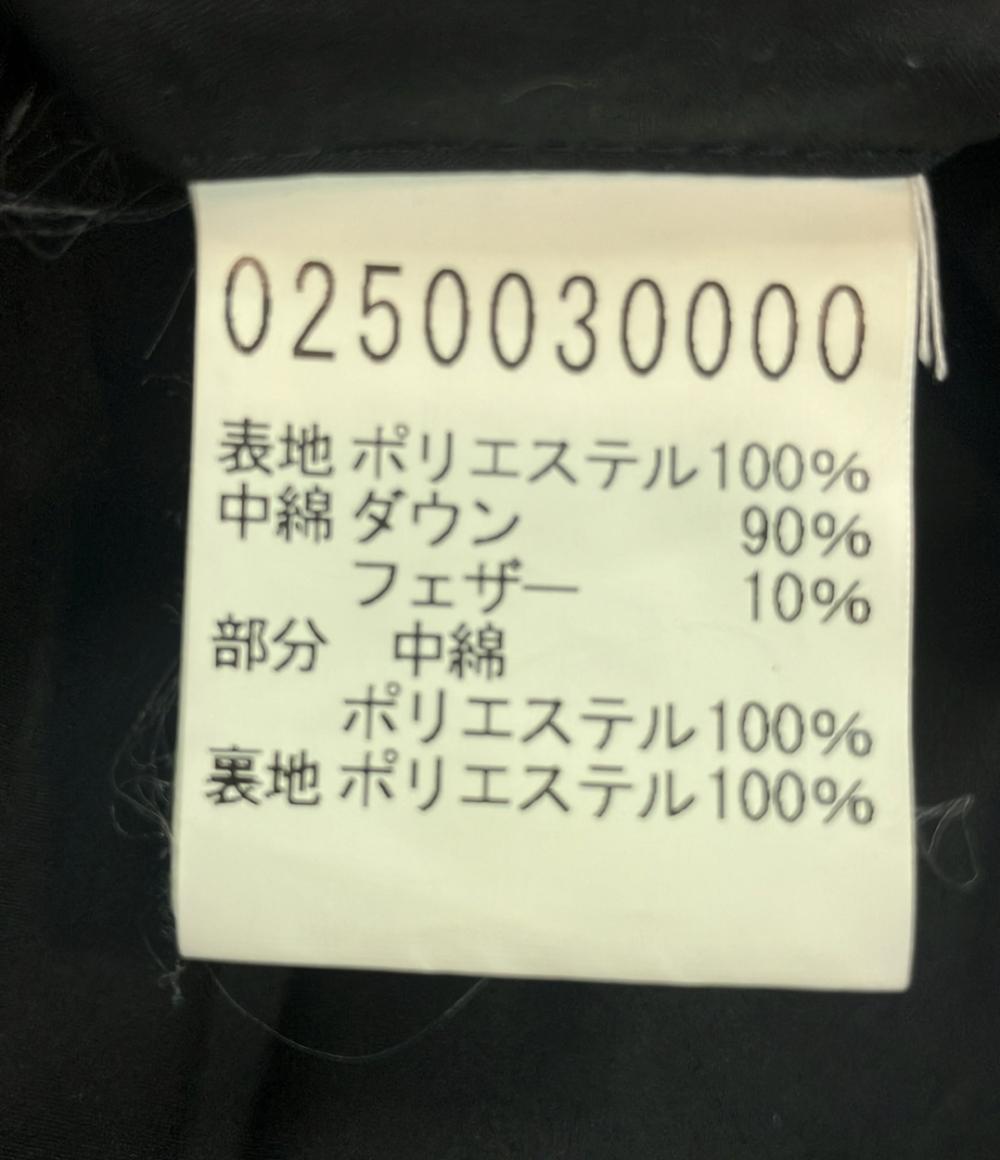 0250030000
表地 ポリエステル100%
中綿 ダウン 90%
フェザー 10%
部分 中綿
ポリエステル100%
裏地 ポリエステル100%